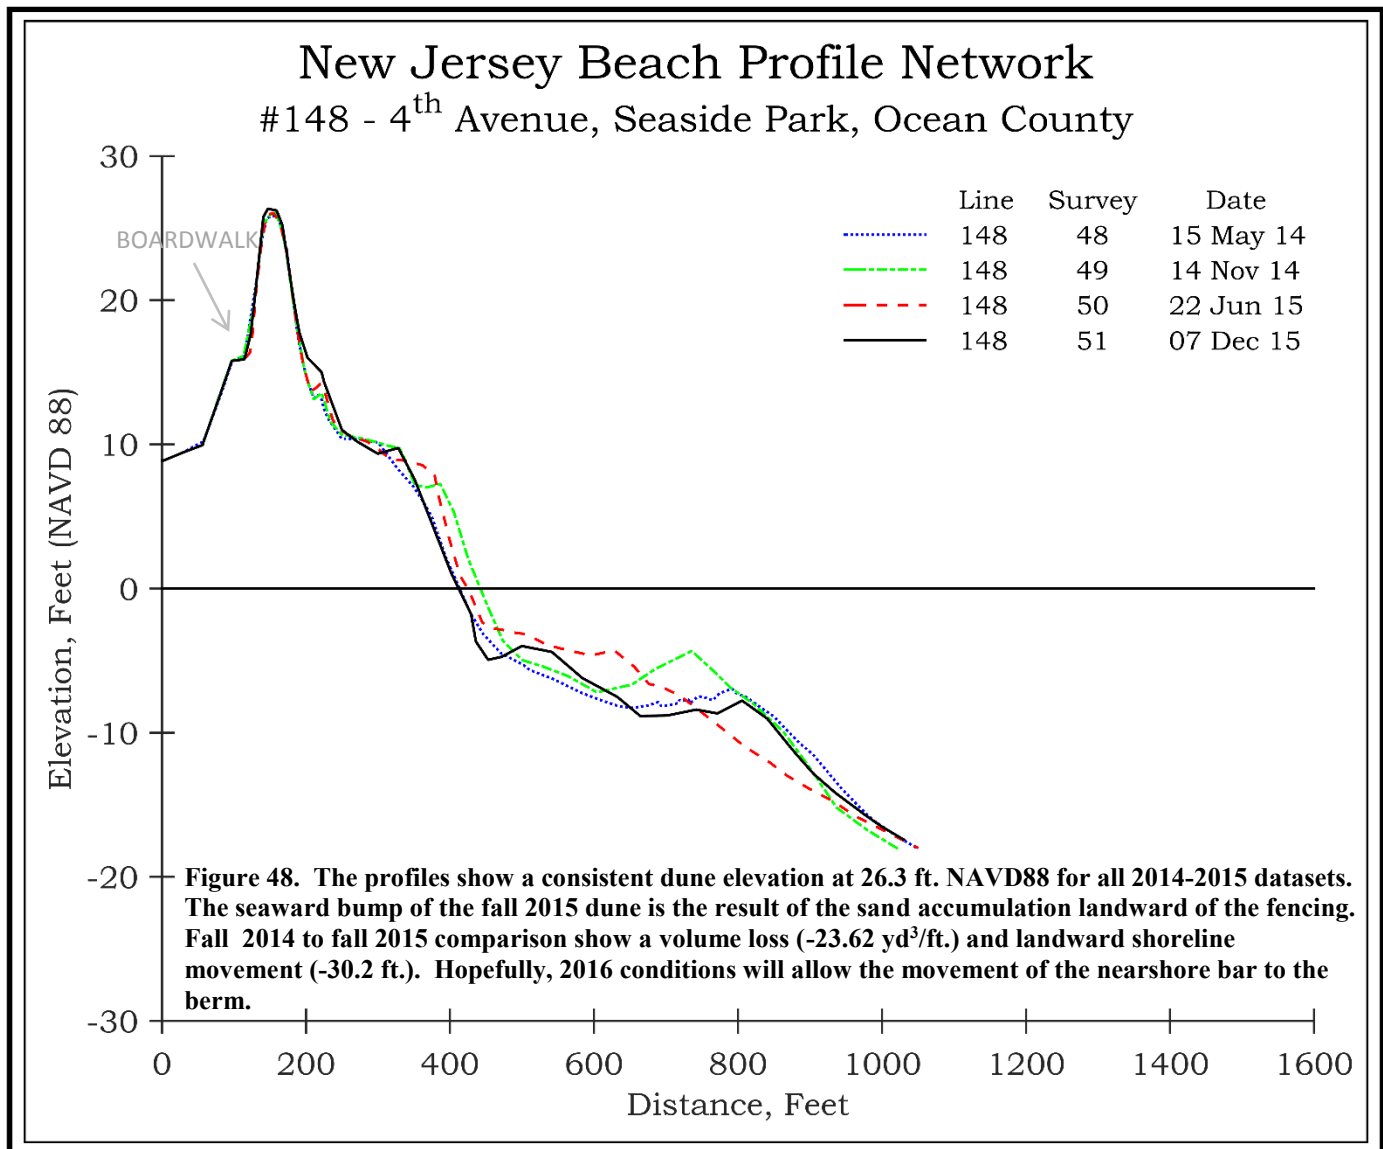 New Jersey Beach Profile Network
#148 - 4th Avenue, Seaside Park, Ocean County
30
20
10
0
-10
-20
-30
Elevation, Feet (NAVD 88)
BOARDWALK
Line Survey Date
148 48 15 May 14
148 49 14 Nov 14
148 50 22 Jun 15
148 51 07 Dec 15
Figure 48. The profiles show a consistent dune elevation at 26.3 ft. NAVD88 for all 2014-2015 datasets.
The seaward bump of the fall 2015 dune is the result of the sand accumulation landward of the fencing.
Fall 2014 to fall 2015 comparison show a volume loss (-23.62 yd³/ft.) and landward shoreline
movement (-30.2 ft.). Hopefully, 2016 conditions will allow the movement of the nearshore bar to the
berm.
0 200 400 600 800 1000 1200 1400 1600
Distance, Feet